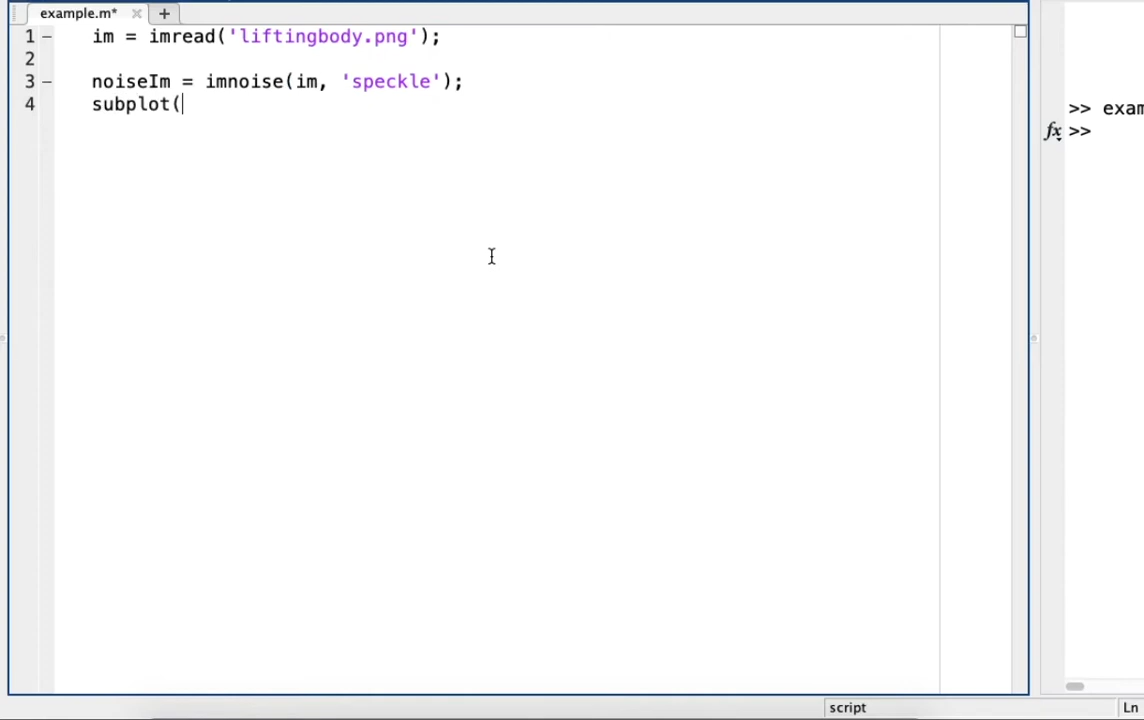 example.m* × +
1 – im = imread('liftingbody.png');
2
3 – noiseIm = imnoise(im, 'speckle');
4 subplot(
>> exam
fx >>
script Ln